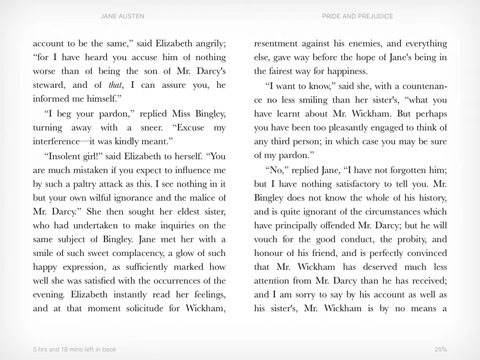 JANE AUSTEN
account to be the same,” said Elizabeth angrily;
“for I have heard you accuse him of nothing
worse than of being the son of Mr. Darcy's
steward, and of that, I can assure you, he
informed me himself.”
“I beg your pardon,” replied Miss Bingley,
turning away with a sneer. “Excuse my
interference—it was kindly meant.”
“Insolent girl!” said Elizabeth to herself. “You
are much mistaken if you expect to influence me
by such a paltry attack as this. I see nothing in it
but your own wilful ignorance and the malice of
Mr. Darcy.” She then sought her eldest sister,
who had undertaken to make inquiries on the
same subject of Bingley. Jane met her with a
smile of such sweet complacency, a glow of such
happy expression, as sufficiently marked how
well she was satisfied with the occurrences of the
evening. Elizabeth instantly read her feelings,
and at that moment solicitude for Wickham,
5 hrs and 18 mins left in book
PRIDE AND PREJUDICE
resentment against his enemies, and everything
else, gave way before the hope of Jane's being in
the fairest way for happiness.
“I want to know,” said she, with a countenan-
ce no less smiling than her sister's, “what you
have learnt about Mr. Wickham. But perhaps
you have been too pleasantly engaged to think of
any third person; in which case you may be sure
of my pardon.”
“No,” replied Jane, “I have not forgotten him;
but I have nothing satisfactory to tell you. Mr.
Bingley does not know the whole of his history,
and is quite ignorant of the circumstances which
have principally offended Mr. Darcy; but he will
vouch for the good conduct, the probity, and
honour of his friend, and is perfectly convinced
that Mr. Wickham has deserved much less
attention from Mr. Darcy than he has received;
and I am sorry to say by his account as well as
his sister's, Mr. Wickham is by no means a
25%